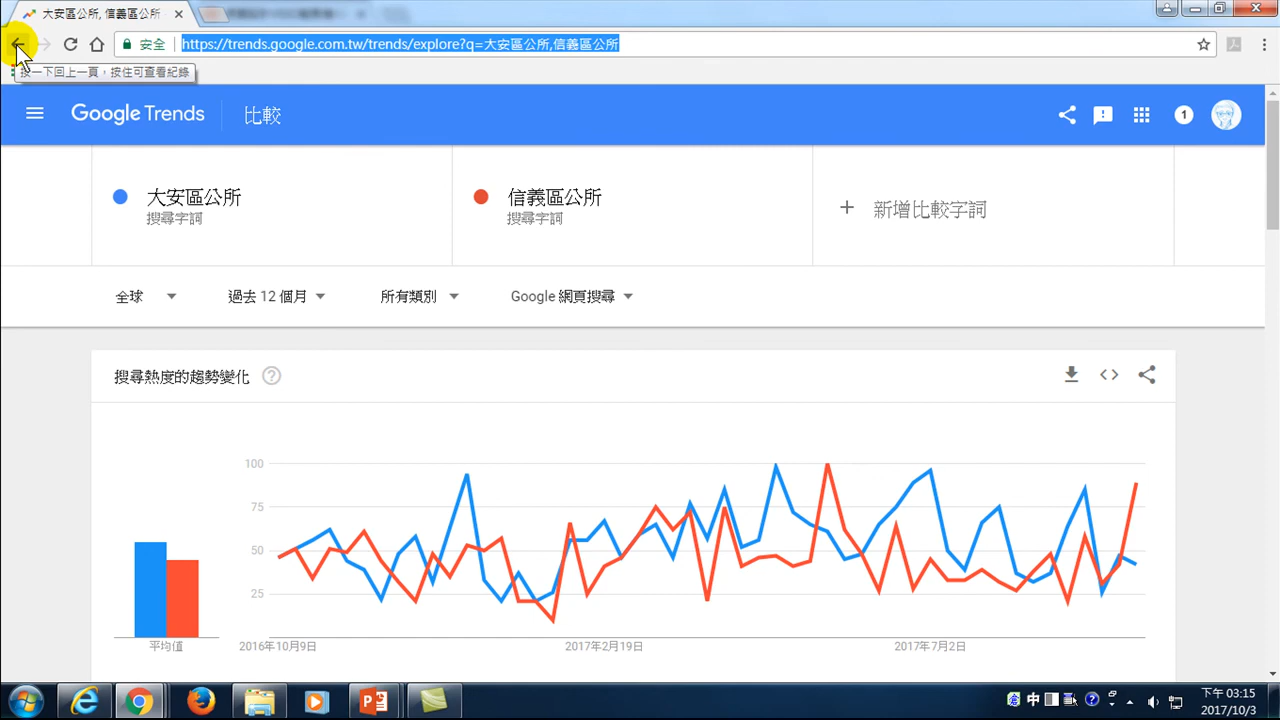 大安區公所, 信義區公所
安全
https://trends.google.com.tw/trends/explore?q=大安區公所,信義區公所
按一下回上一頁，按住可查看紀錄
Google Trends
比較
1
大安區公所
搜尋字詞
信義區公所
搜尋字詞
+ 新增比較字詞
全球
過去 12 個月
所有類別
Google 網頁搜尋
搜尋熱度的趨勢變化
?
100
75
50
25
平均值
2016年10月9日
2017年2月19日
2017年7月2日
中
下午 03:15
2017/10/3